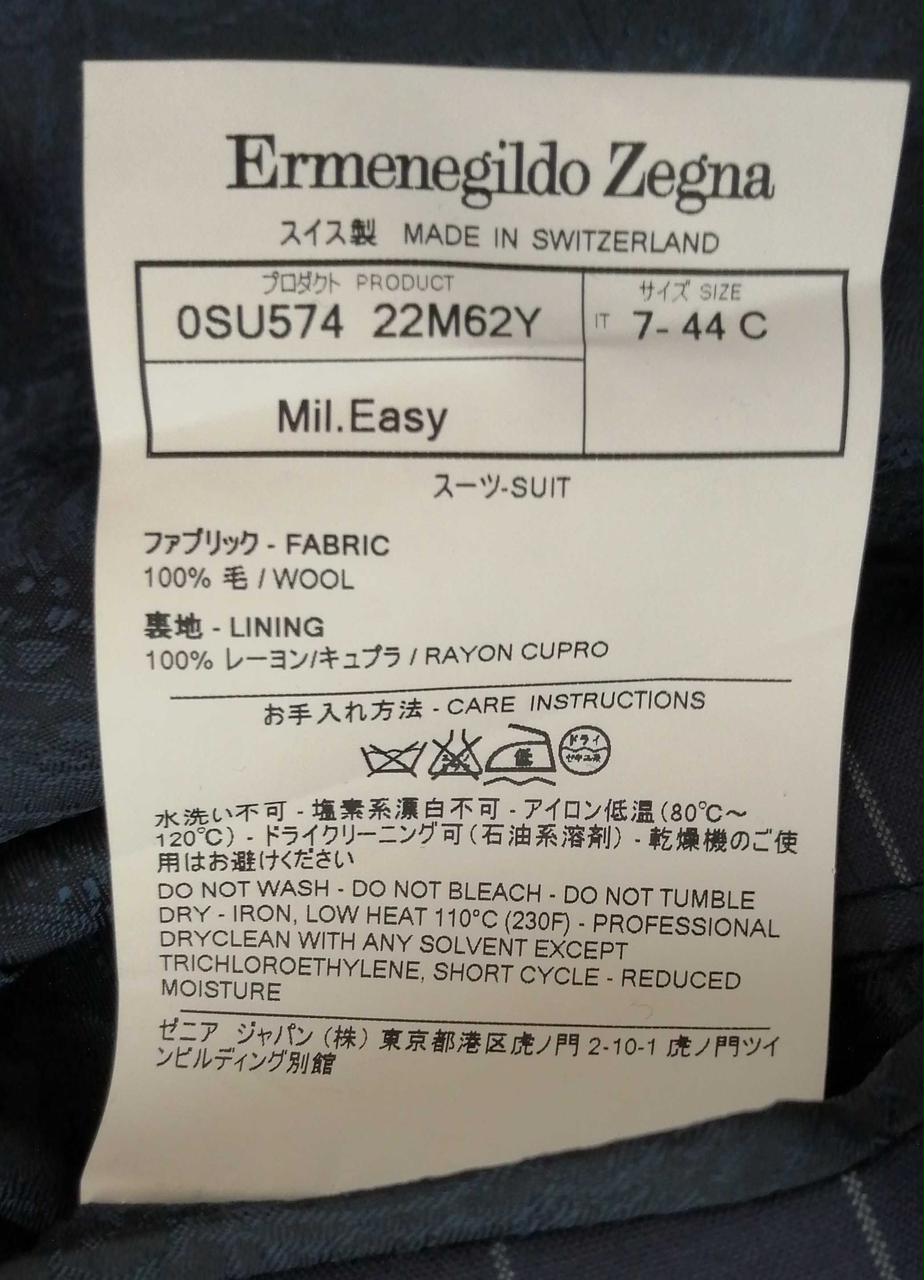 Ermenegildo Zegna
スイス製 MADE IN SWITZERLAND
プロダクト PRODUCT
0SU574 22M62Y
サイズ SIZE
IT 7- 44 C
Mil.Easy
スーツ-SUIT
ファブリック - FABRIC
100% 毛 / WOOL
裏地 - LINING
100% レーヨン/キュプラ / RAYON CUPRO
お手入れ方法 - CARE INSTRUCTIONS
低 ドライ
水洗い不可 - 塩素系漂白不可 - アイロン低温(80℃～
120℃) - ドライクリーニング可(石油系溶剤) - 乾燥機のご使
用はお避けください
DO NOT WASH - DO NOT BLEACH - DO NOT TUMBLE
DRY - IRON, LOW HEAT 110°C (230F) - PROFESSIONAL
DRYCLEAN WITH ANY SOLVENT EXCEPT
TRICHLOROETHYLENE, SHORT CYCLE - REDUCED
MOISTURE
ゼニア ジャパン(株) 東京都港区虎ノ門 2-10-1 虎ノ門ツイ
ンビルディング別館